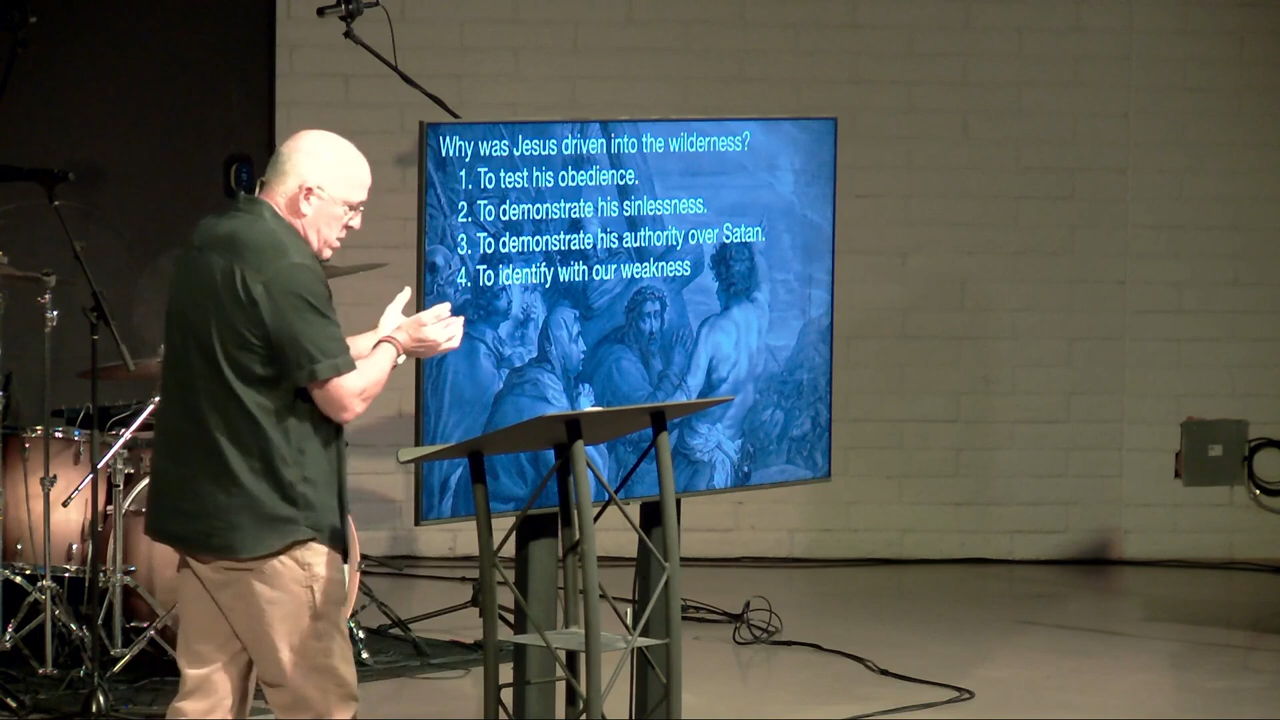 Why was Jesus driven into the wilderness?
1. To test his obedience.
2. To demonstrate his sinlessness.
3. To demonstrate his authority over Satan.
4. To identify with our weakness